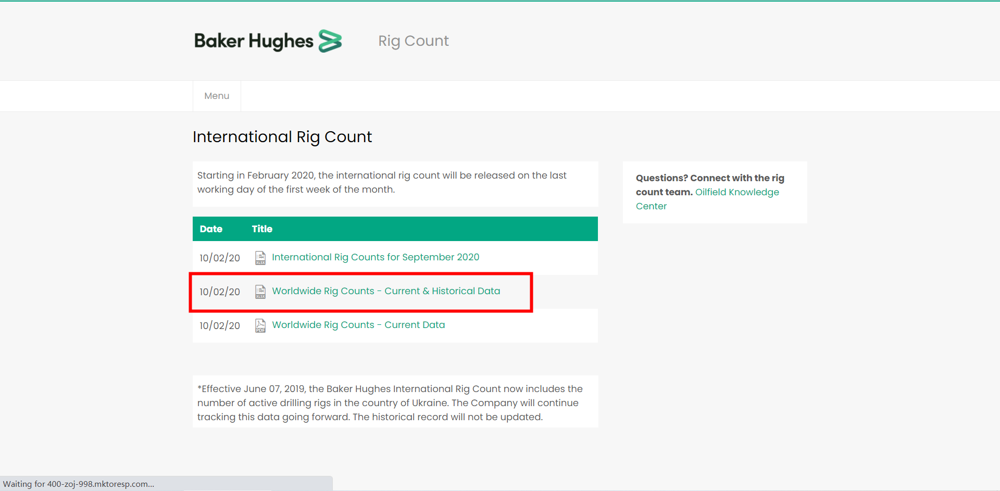 Baker Hughes
Rig Count
Menu
International Rig Count
Starting in February 2020, the international rig count will be released on the last
working day of the first week of the month.
Questions? Connect with the rig
count team. Oilfield Knowledge
Center
Date Title
10/02/20 XLSX International Rig Counts for September 2020
10/02/20 XLSX Worldwide Rig Counts - Current & Historical Data
10/02/20 PDF Worldwide Rig Counts - Current Data
*Effective June 07, 2019, the Baker Hughes International Rig Count now includes the
number of active drilling rigs in the country of Ukraine. The Company will continue
tracking this data going forward. The historical record will not be updated.
Waiting for 400-zoj-998.mktoresp.com...